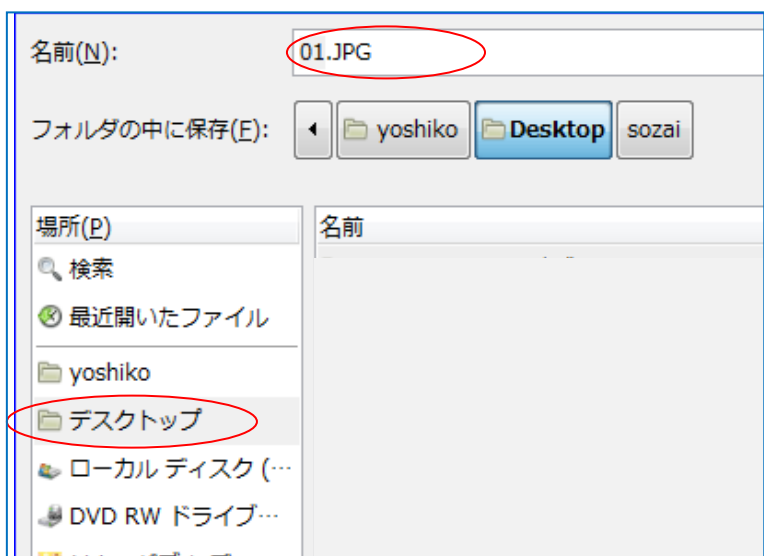 名前(N): 01.JPG
フォルダの中に保存(F): yoshiko Desktop sozai
場所(P) 名前
検索
最近開いたファイル
yoshiko
デスクトップ
ローカル ディスク (…
DVD RW ドライブ…